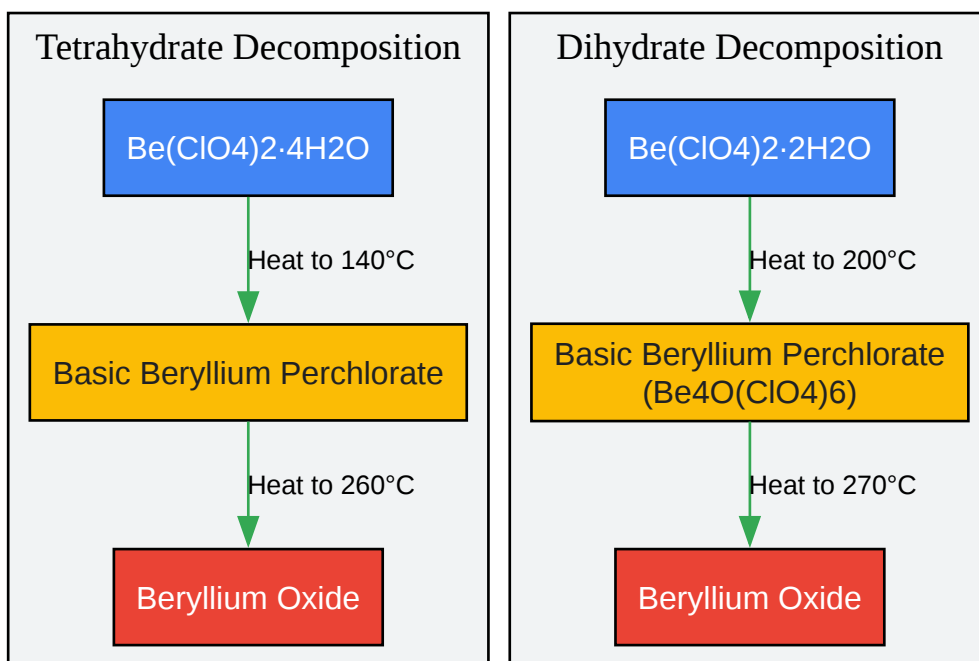 Tetrahydrate Decomposition
Be(ClO4)2·4H2O
Heat to 140°C
Basic Beryllium Perchlorate
Heat to 260°C
Beryllium Oxide
Dihydrate Decomposition
Be(ClO4)2·2H2O
Heat to 200°C
Basic Beryllium Perchlorate
(Be4O(ClO4)6)
Heat to 270°C
Beryllium Oxide